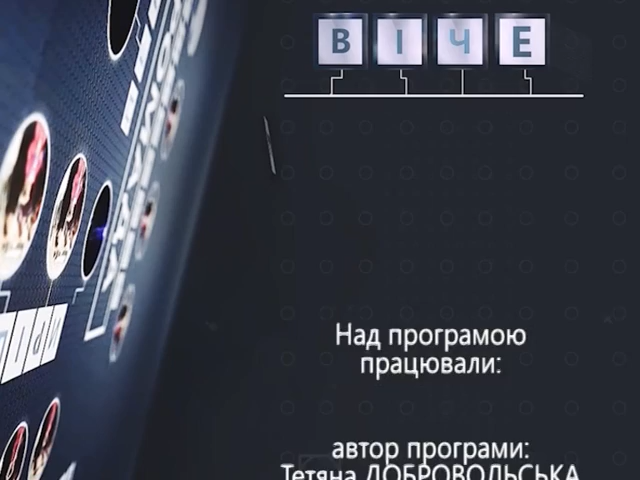 ВІЧЕ
Над програмою
працювали:
автор програми:
Тетяна ДОБРОВОЛЬСЬКА